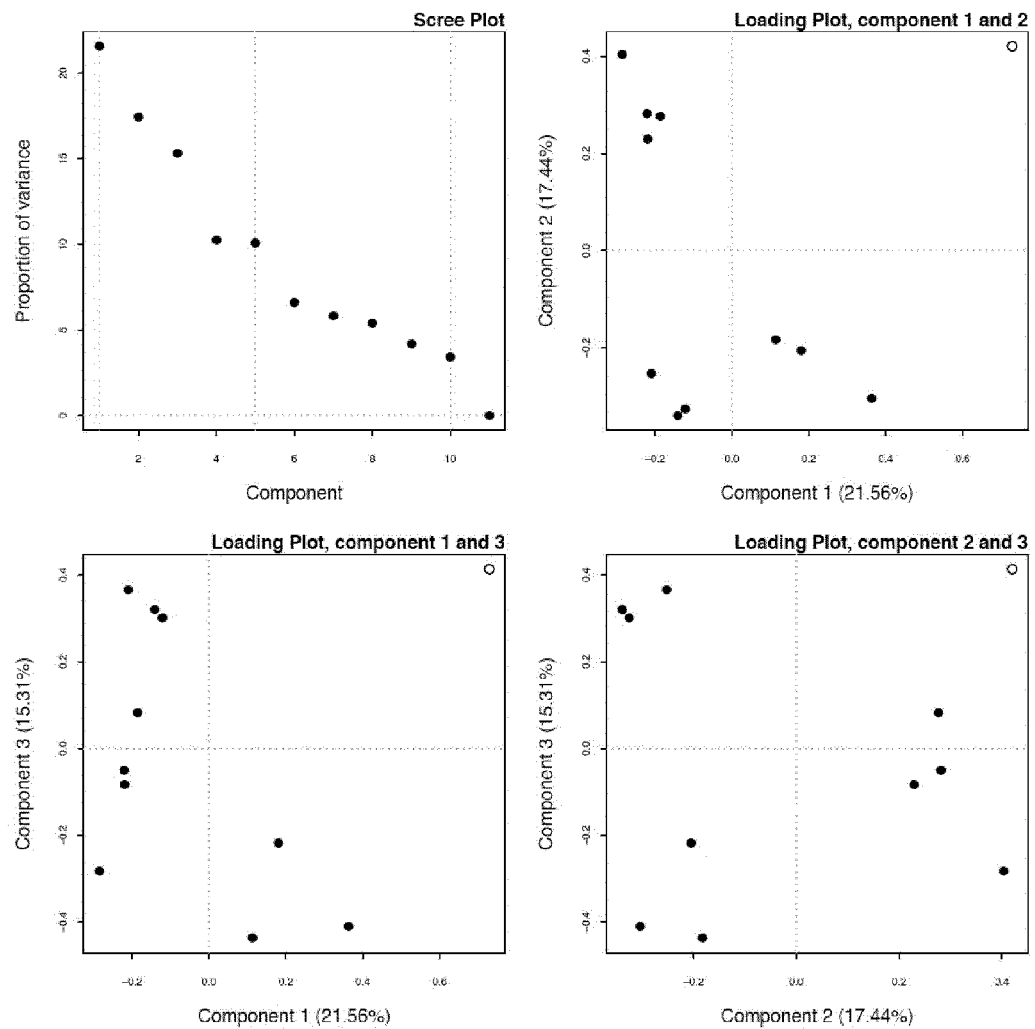 Scree Plot
Proportion of variance
20
15
10
5
0
2 4 6 8 10
Component
Loading Plot, component 1 and 2
Component 2 (17.44%)
0.4
0.2
0.0
−0.2
−0.2 0.0 0.2 0.4 0.6
Component 1 (21.56%)
Loading Plot, component 1 and 3
Component 3 (15.31%)
0.4
0.2
0.0
−0.2
−0.4
−0.2 0.0 0.2 0.4 0.6
Component 1 (21.56%)
Loading Plot, component 2 and 3
Component 3 (15.31%)
0.4
0.2
0.0
−0.2
−0.4
−0.2 0.0 0.2 0.4
Component 2 (17.44%)